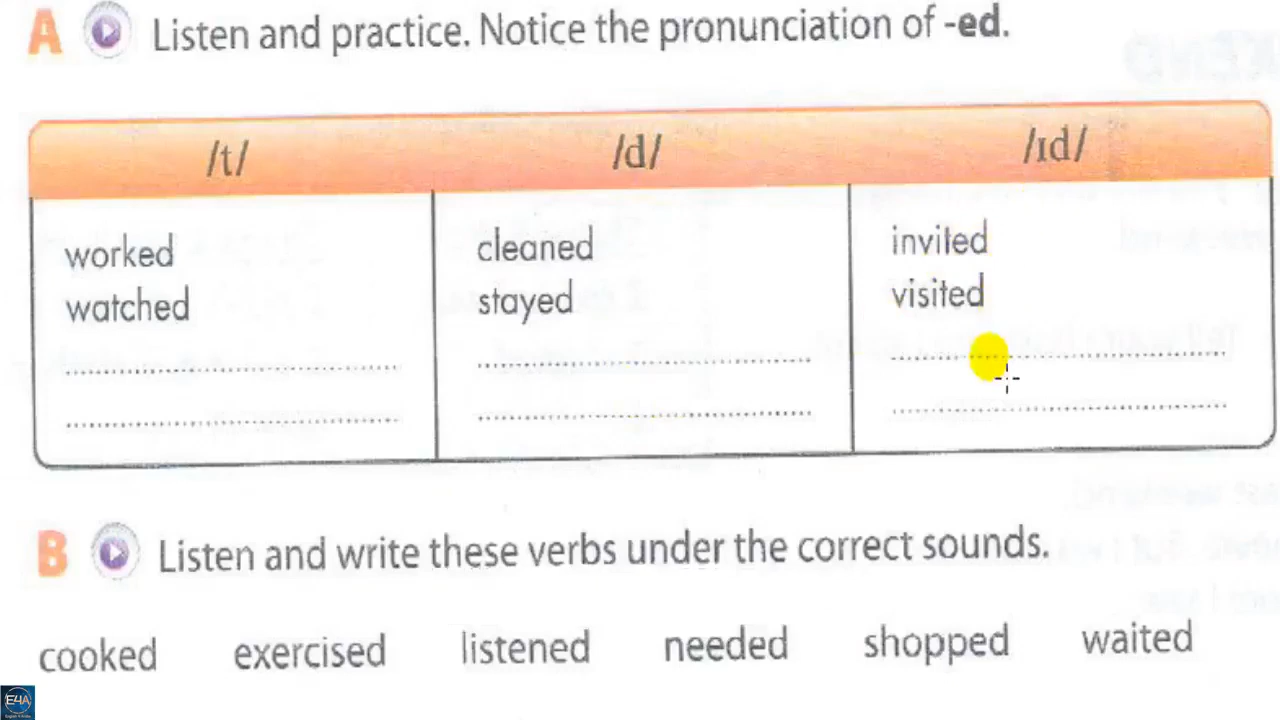 A Listen and practice. Notice the pronunciation of -ed.
/t/ /d/ /ɪd/
worked cleaned invited
watched stayed visited
B Listen and write these verbs under the correct sounds.
cooked exercised listened needed shopped waited
E4A